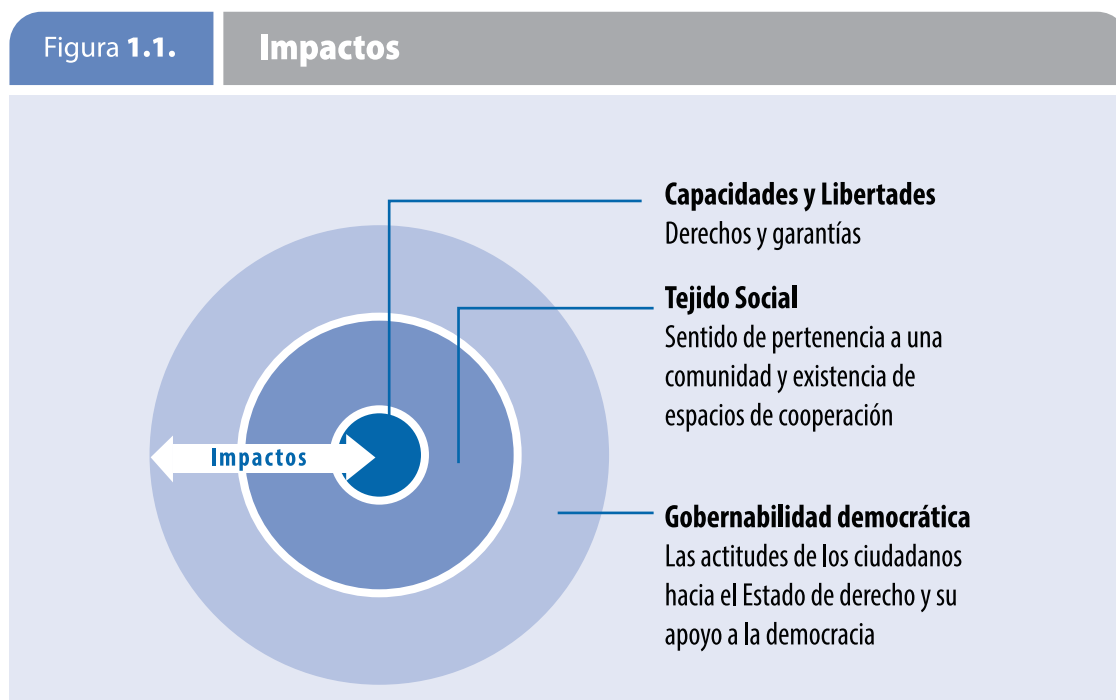 Figura 1.1.
Impactos
Capacidades y Libertades
Derechos y garantías
Tejido Social
Sentido de pertenencia a una
comunidad y existencia de
espacios de cooperación
Impactos
Gobernabilidad democrática
Las actitudes de los ciudadanos
hacia el Estado de derecho y su
apoyo a la democracia